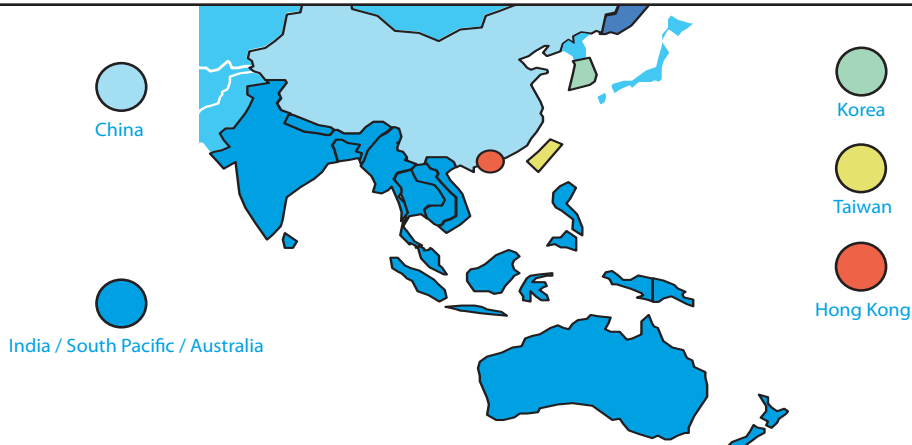 China
Korea
Taiwan
Hong Kong
India / South Pacific / Australia